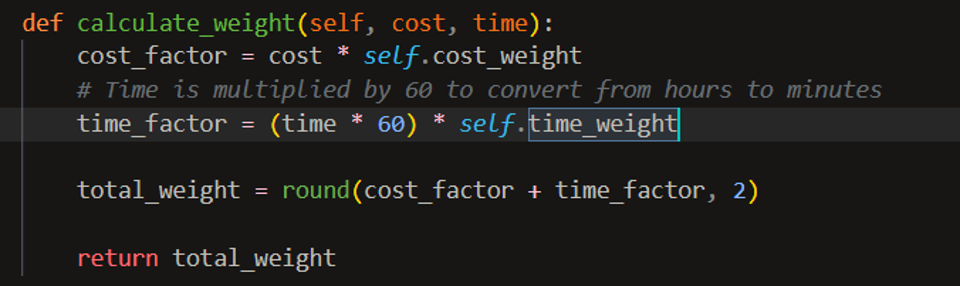 def calculate_weight(self, cost, time):
    cost_factor = cost * self.cost_weight
    # Time is multiplied by 60 to convert from hours to minutes
    time_factor = (time * 60) * self.time_weight
    total_weight = round(cost_factor + time_factor, 2)
    return total_weight